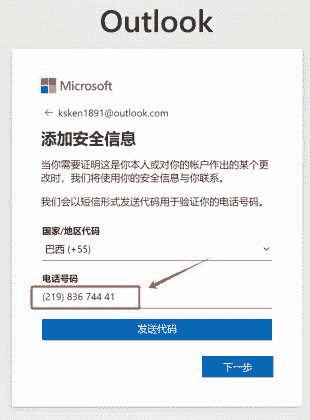 Outlook
Microsoft
← ksken1891@outlook.com
添加安全信息
当你需要证明这是你本人或对你的帐户作出的某个更
改时，我们将使用你的安全信息与你联系。
我们会以短信形式发送代码用于验证你的电话号码。
国家/地区代码
巴西 (+55)
电话号码
(219) 836 744 41
发送代码
下一步